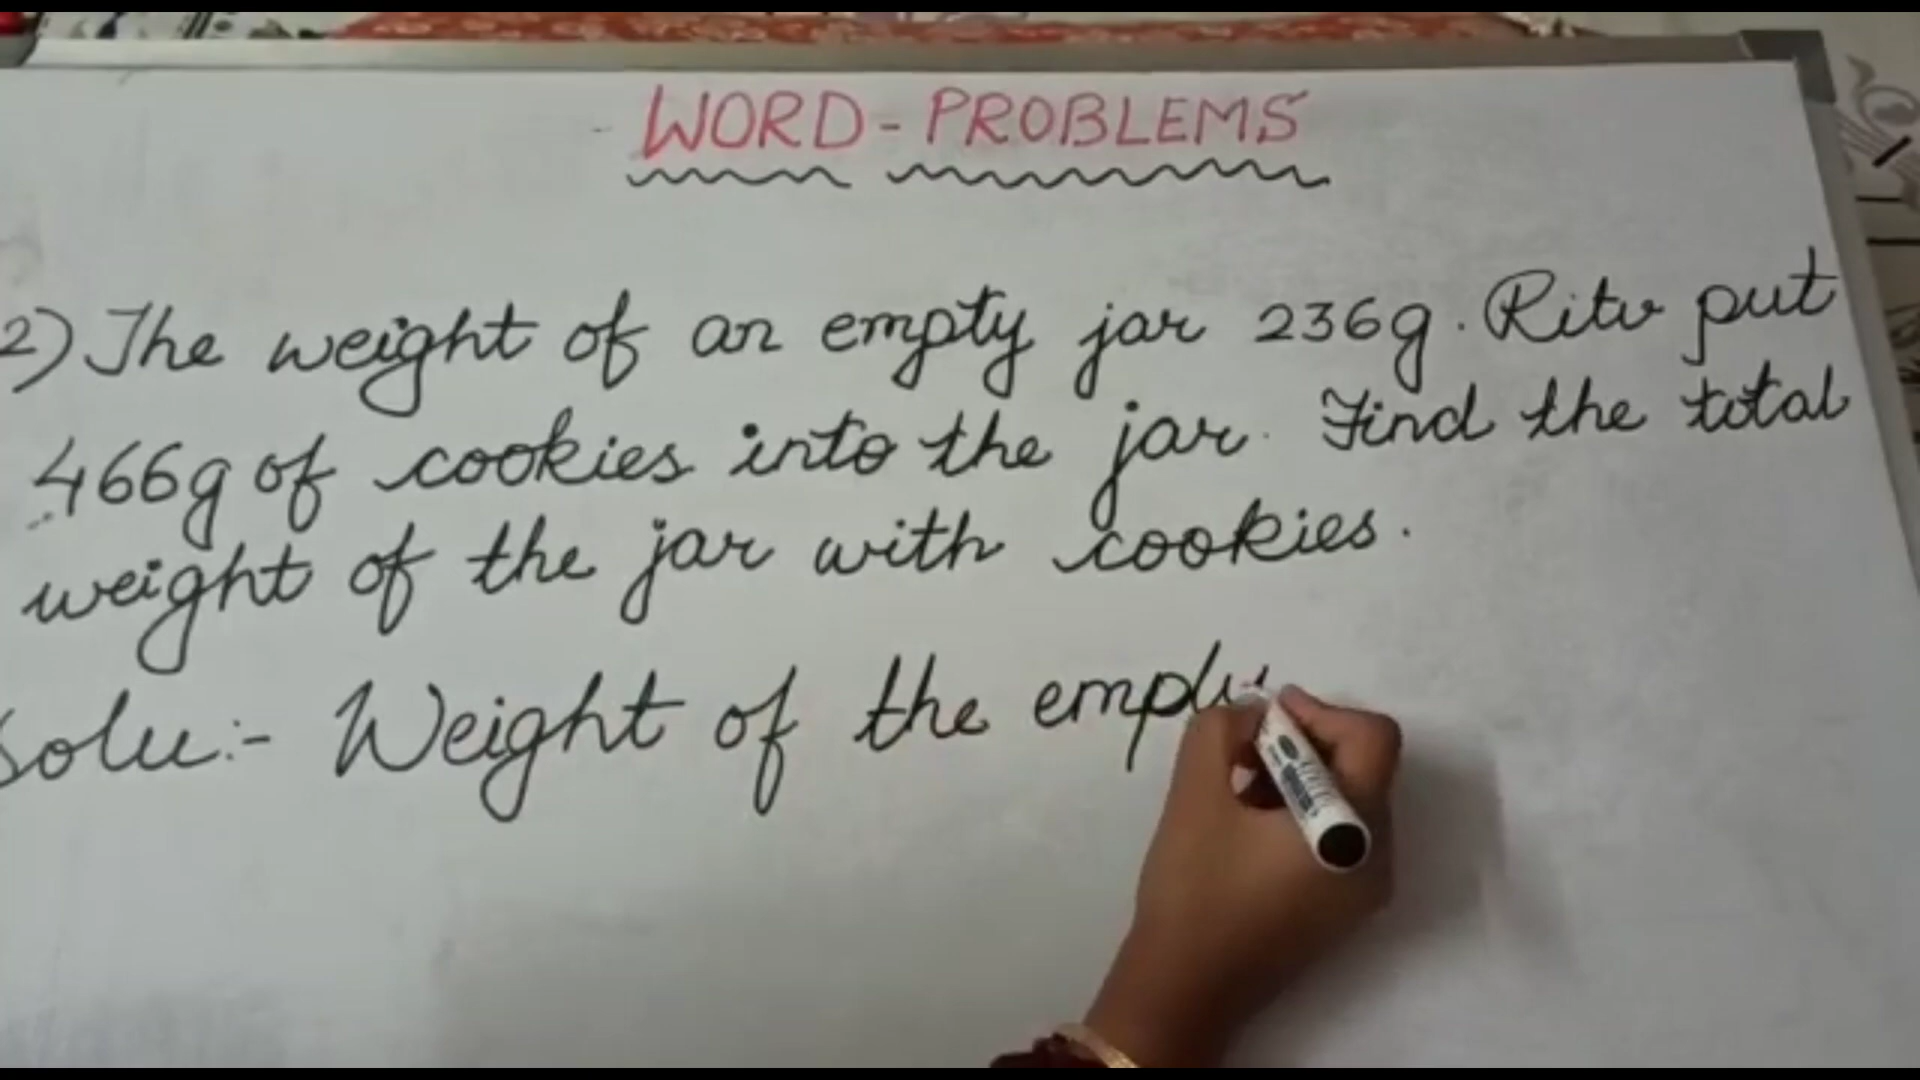 WORD - PROBLEMS
2) The weight of an empty jar 236g. Ritu put
466g of cookies into the jar. Find the total
weight of the jar with cookies.
Solu:- Weight of the empty